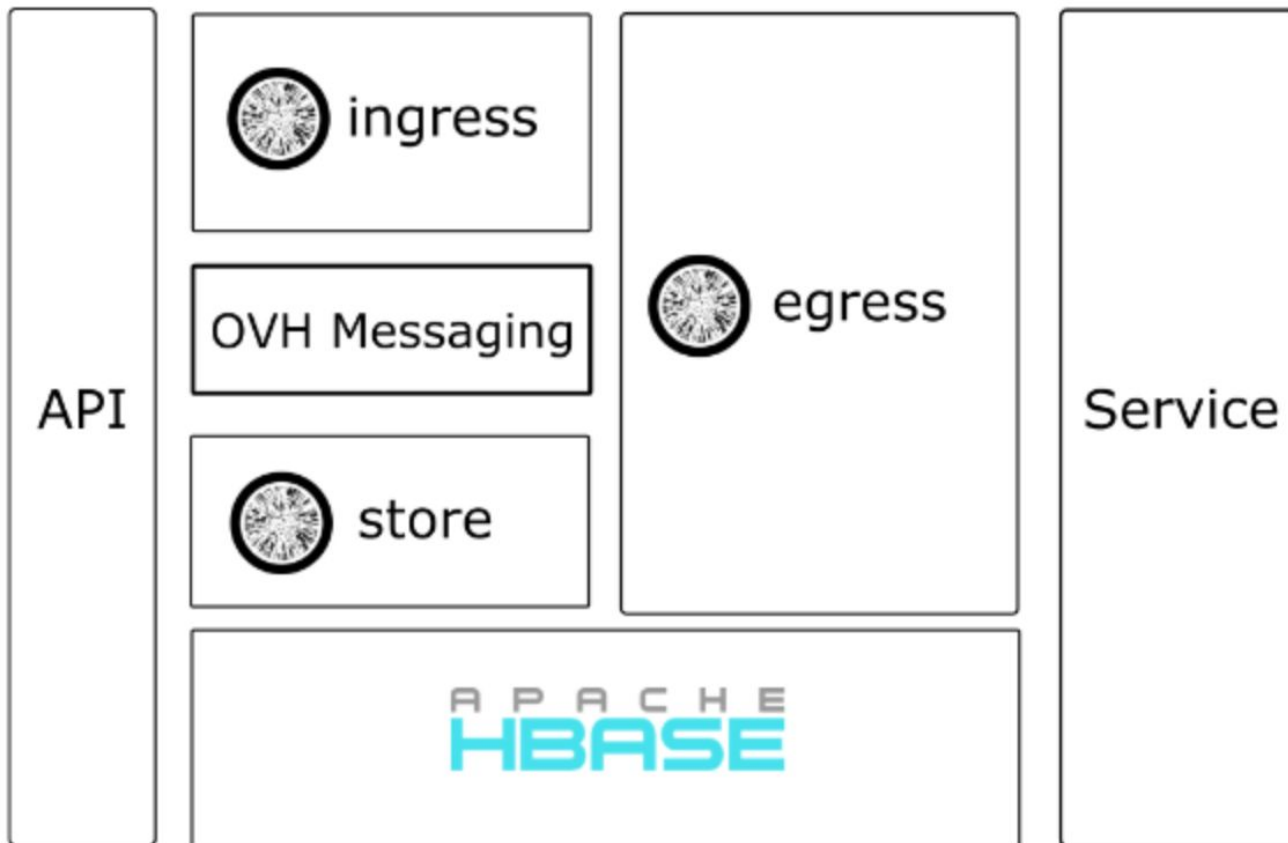 API
ingress
OVH Messaging
store
egress
APACHE
HBASE
Service